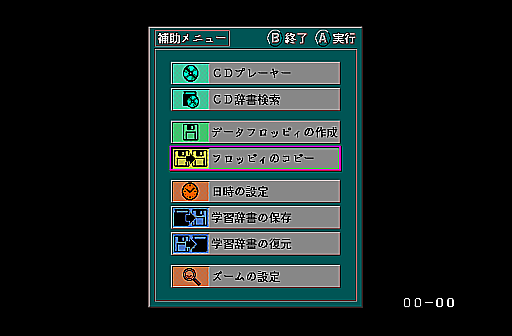 補助メニュー Ⓑ終了 Ⓐ実行
CDプレーヤー
CD辞書検索
データフロッピィの作成
フロッピィのコピー
日時の設定
学習辞書の保存
学習辞書の復元
ズームの設定
00-00